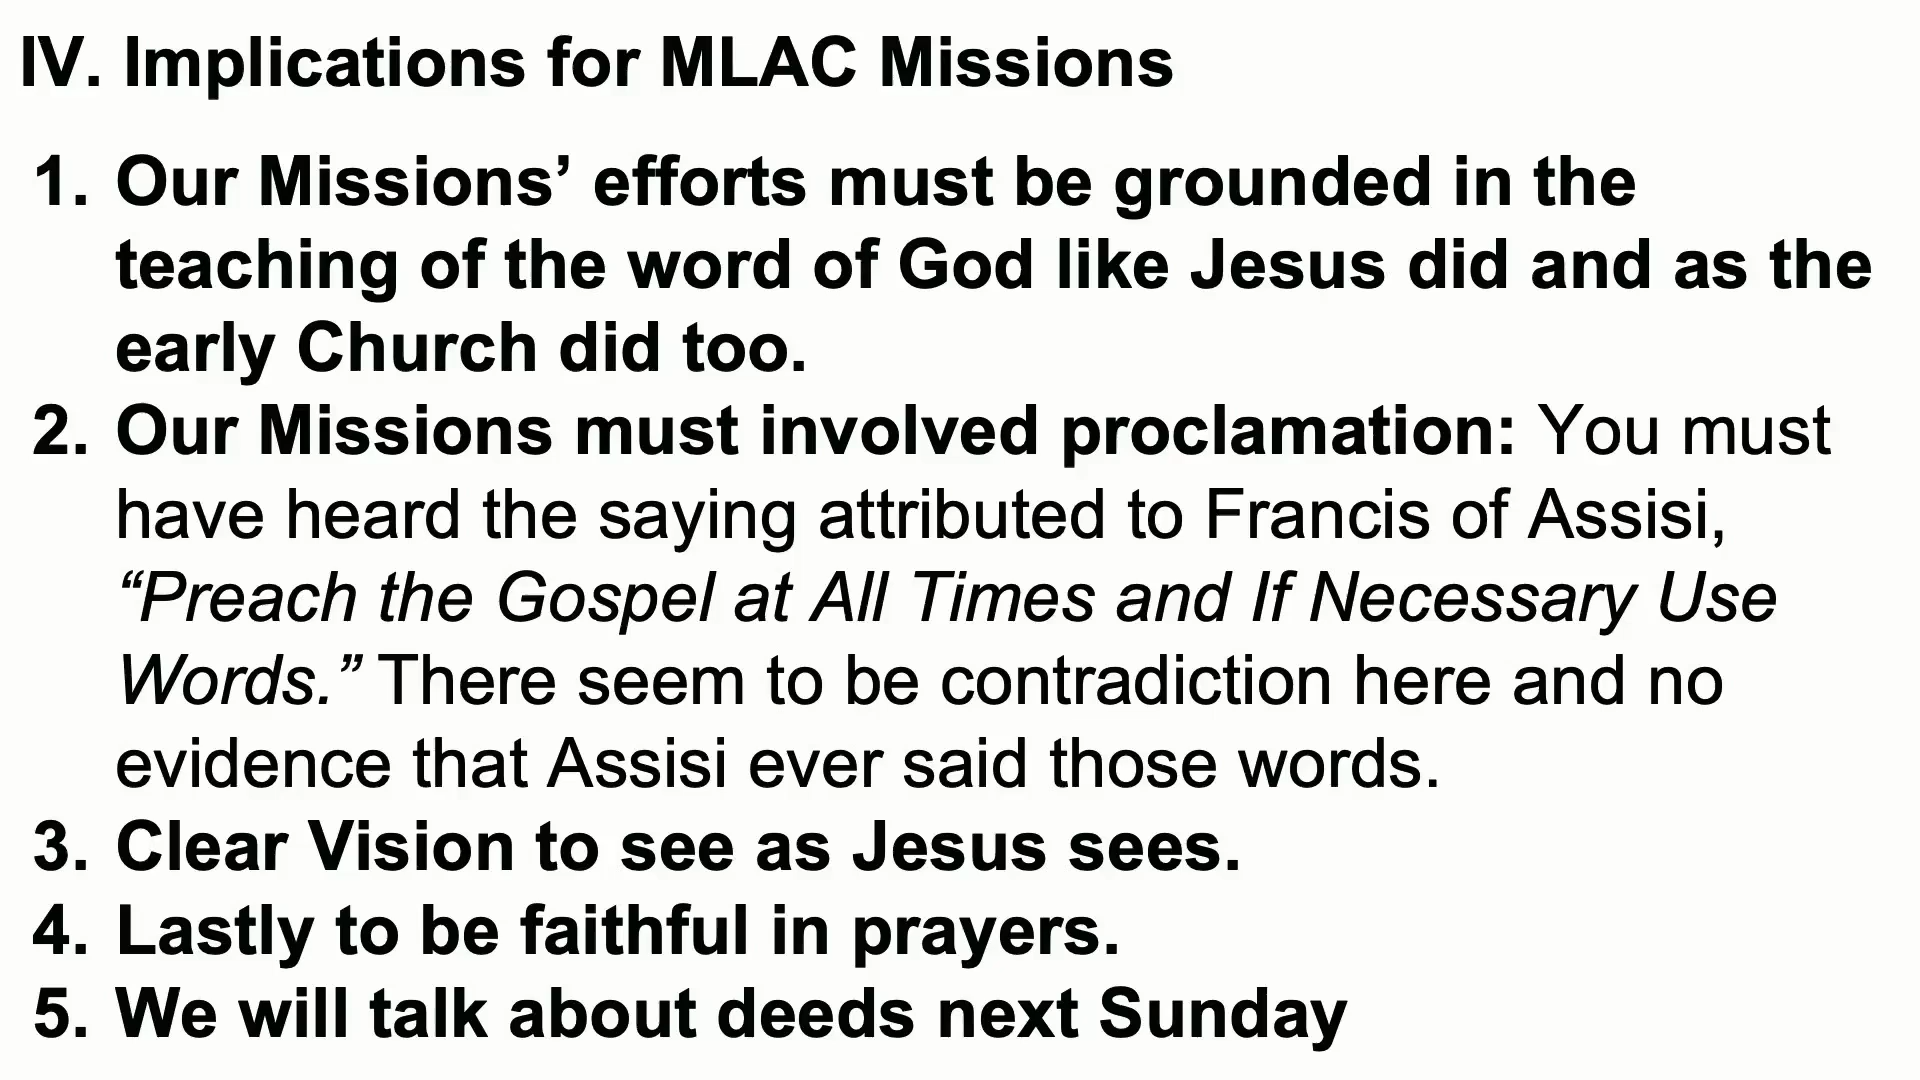 IV. Implications for MLAC Missions
1. Our Missions’ efforts must be grounded in the
teaching of the word of God like Jesus did and as the
early Church did too.
2. Our Missions must involved proclamation: You must
have heard the saying attributed to Francis of Assisi,
“Preach the Gospel at All Times and If Necessary Use
Words.” There seem to be contradiction here and no
evidence that Assisi ever said those words.
3. Clear Vision to see as Jesus sees.
4. Lastly to be faithful in prayers.
5. We will talk about deeds next Sunday